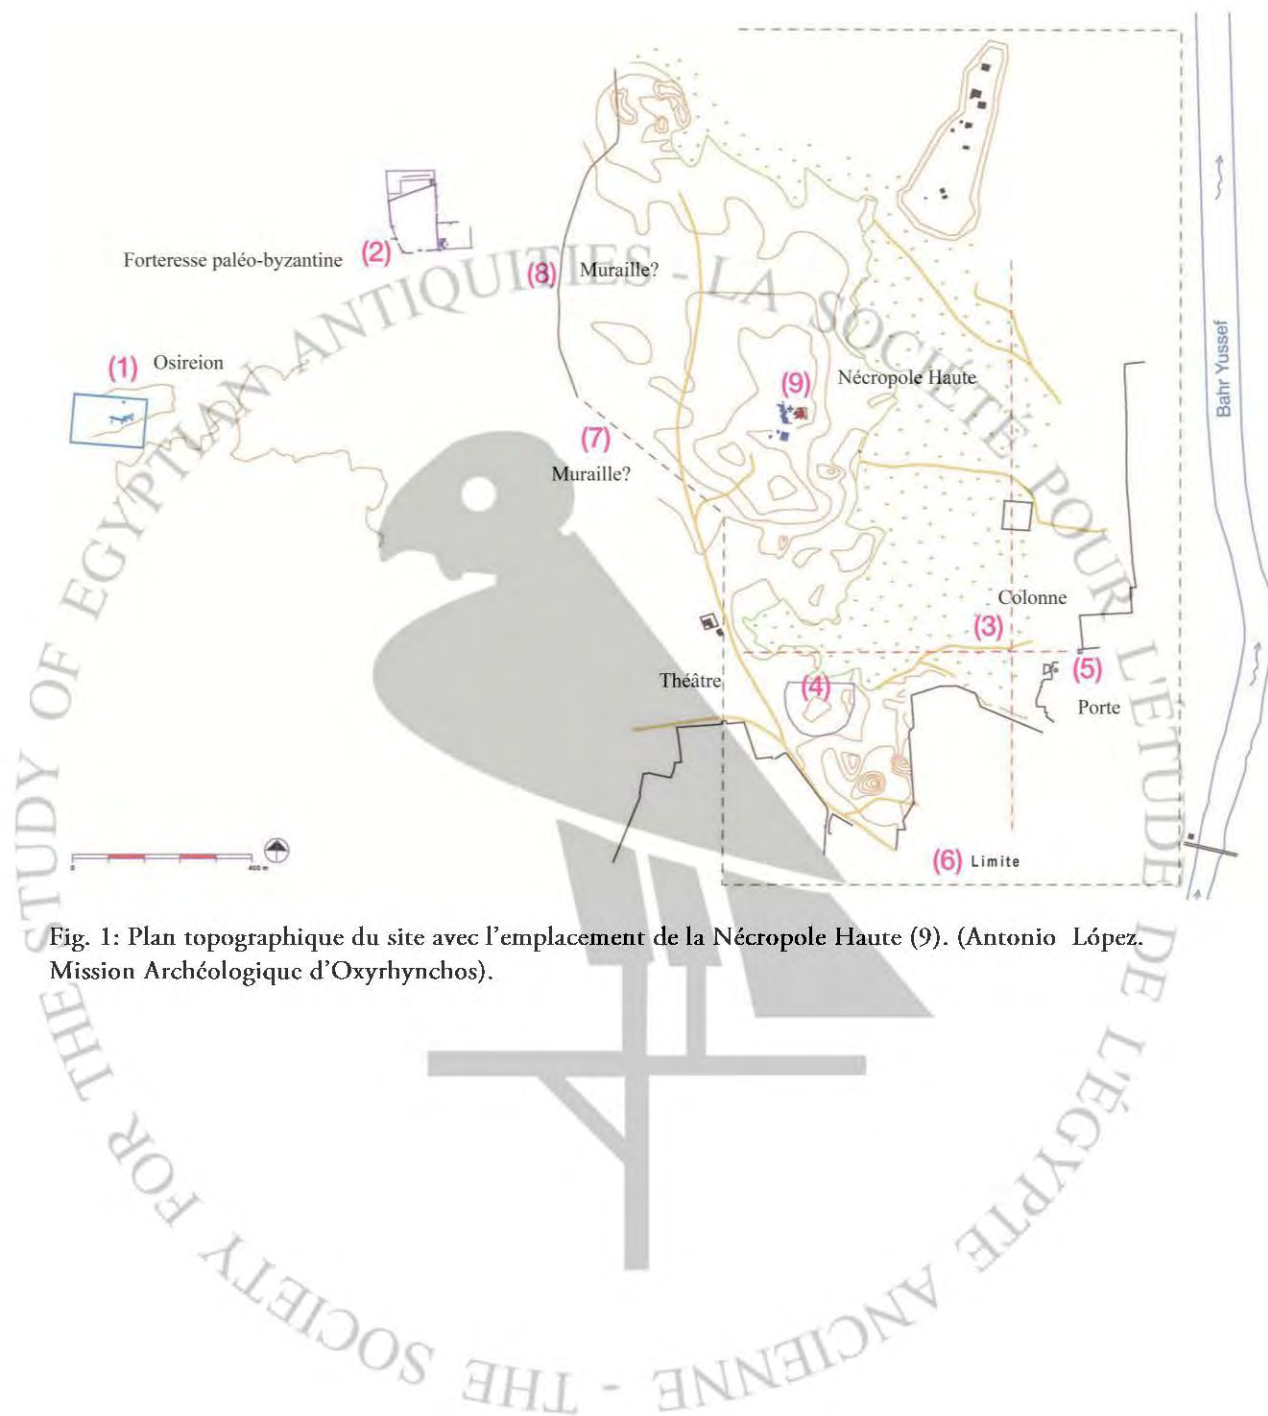 Forteresse paléo-byzantine
(2)
(8)
Muraille?
(1)
Osireion
(9)
Nécropole Haute
(7)
Muraille?
Bahr Yussef
Colonne
(3)
(5)
Porte
Théâtre
(4)
(6) Limite
0
400 m
Fig. 1: Plan topographique du site avec l'emplacement de la Nécropole Haute (9). (Antonio López.
Mission Archéologique d'Oxyrhynchos).
THE SOCIETY FOR THE STUDY OF EGYPTIAN ANTIQUITIES - LA SOCIÉTÉ POUR L'ÉTUDE DE L'ÉGYPTE ANCIENNE -